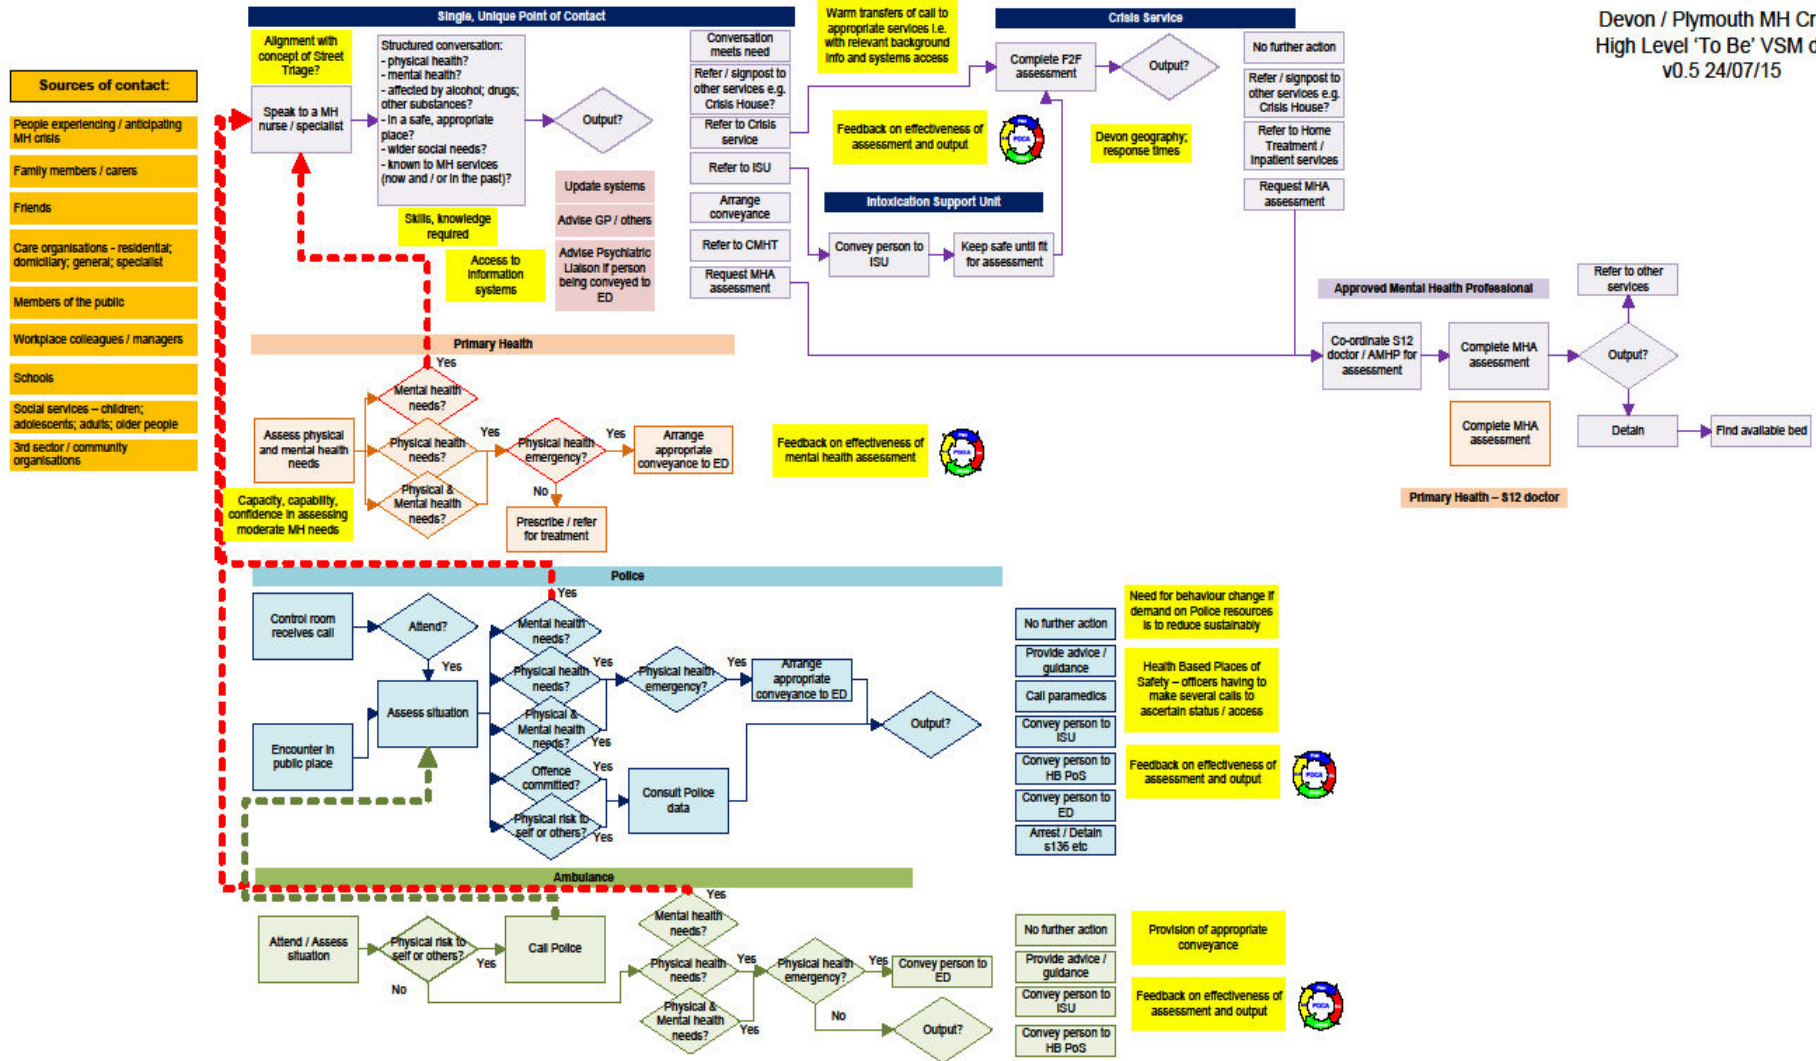 Devon / Plymouth MH Cr
High Level ‘To Be’ VSM d
v0.5 24/07/15
Sources of contact:
People experiencing / anticipating
MH crisis
Family members / carers
Friends
Care organisations - residential;
domiciliary; general; specialist
Members of the public
Workplace colleagues / managers
Schools
Social services – children;
adolescents; adults; older people
3rd sector / community
organisations
Single, Unique Point of Contact
Alignment with
concept of Street
Triage?
Speak to a MH
nurse / specialist
Structured conversation:
- physical health?
- mental health?
- affected by alcohol; drugs;
other substances?
- in a safe, appropriate
place?
- wider social needs?
- known to MH services
(now and / or in the past)?
Output?
Skills, knowledge
required
Access to
information
systems
Update systems
Advise GP / others
Advise Psychiatric
Liaison if person
being conveyed to
ED
Conversation
meets need
Refer / signpost to
other services e.g.
Crisis House?
Refer to Crisis
service
Refer to ISU
Arrange
conveyance
Refer to CMHT
Request MHA
assessment
Warm transfers of call to
appropriate services i.e.
with relevant background
info and systems access
Feedback on effectiveness of
assessment and output
PDCA
Crisis Service
Complete F2F
assessment
Output?
Devon geography;
response times
No further action
Refer / signpost to
other services e.g.
Crisis House?
Refer to Home
Treatment /
Inpatient services
Request MHA
assessment
Intoxication Support Unit
Convey person to
ISU
Keep safe until fit
for assessment
Approved Mental Health Professional
Co-ordinate S12
doctor / AMHP for
assessment
Complete MHA
assessment
Output?
Refer to other
services
Detain
Find available bed
Complete MHA
assessment
Primary Health – S12 doctor
Primary Health
Assess physical
and mental health
needs
Yes
Mental health
needs?
Physical health
needs?
Yes
Physical &
Mental health
needs?
Physical health
emergency?
Yes
No
Arrange
appropriate
conveyance to ED
Prescribe / refer
for treatment
Capacity, capability,
confidence in assessing
moderate MH needs
Feedback on effectiveness of
mental health assessment
PDCA
Police
Control room
receives call
Attend?
Yes
Encounter in
public place
Assess situation
Yes
Mental health
needs?
Physical health
needs?
Yes
Physical &
Mental health
needs?
Yes
Offence
committed?
Yes
Physical risk to
self or others?
Yes
Physical health
emergency?
Yes
Arrange
appropriate
conveyance to ED
Consult Police
data
Output?
No further action
Provide advice /
guidance
Call paramedics
Convey person to
ISU
Convey person to
HB PoS
Convey person to
ED
Arrest / Detain
s136 etc
Need for behaviour change if
demand on Police resources
is to reduce sustainably
Health Based Places of
Safety – officers having to
make several calls to
ascertain status / access
Feedback on effectiveness of
assessment and output
PDCA
Ambulance
Attend / Assess
situation
Physical risk to
self or others?
Yes
No
Call Police
Yes
Mental health
needs?
Physical health
needs?
Yes
Physical &
Mental health
needs?
Yes
Physical health
emergency?
Yes
No
Convey person to
ED
Output?
No further action
Provide advice /
guidance
Convey person to
ISU
Convey person to
HB PoS
Provision of appropriate
conveyance
Feedback on effectiveness of
assessment and output
PDCA